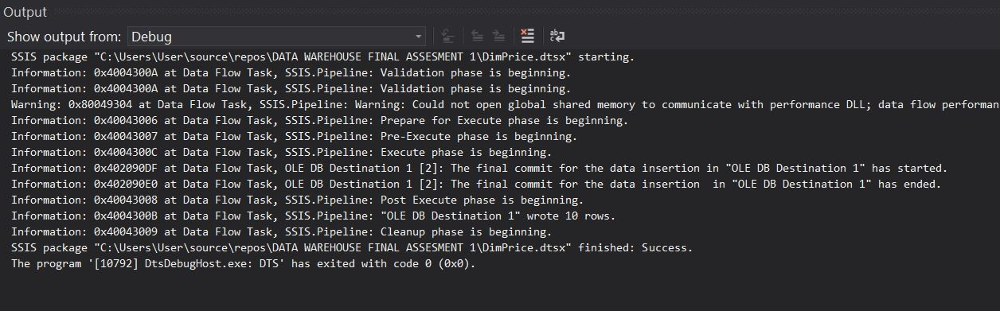 Output
Show output from: Debug
SSIS package "C:\Users\User\source\repos\DATA WAREHOUSE FINAL ASSESMENT 1\DimPrice.dtsx" starting.
Information: 0x4004300A at Data Flow Task, SSIS.Pipeline: Validation phase is beginning.
Information: 0x4004300A at Data Flow Task, SSIS.Pipeline: Validation phase is beginning.
Warning: 0x80049304 at Data Flow Task, SSIS.Pipeline: Warning: Could not open global shared memory to communicate with performance DLL; data flow performan
Information: 0x40043006 at Data Flow Task, SSIS.Pipeline: Prepare for Execute phase is beginning.
Information: 0x40043007 at Data Flow Task, SSIS.Pipeline: Pre-Execute phase is beginning.
Information: 0x4004300C at Data Flow Task, SSIS.Pipeline: Execute phase is beginning.
Information: 0x402090DF at Data Flow Task, OLE DB Destination 1 [2]: The final commit for the data insertion in "OLE DB Destination 1" has started.
Information: 0x402090E0 at Data Flow Task, OLE DB Destination 1 [2]: The final commit for the data insertion  in "OLE DB Destination 1" has ended.
Information: 0x40043008 at Data Flow Task, SSIS.Pipeline: Post Execute phase is beginning.
Information: 0x4004300B at Data Flow Task, SSIS.Pipeline: "OLE DB Destination 1" wrote 10 rows.
Information: 0x40043009 at Data Flow Task, SSIS.Pipeline: Cleanup phase is beginning.
SSIS package "C:\Users\User\source\repos\DATA WAREHOUSE FINAL ASSESMENT 1\DimPrice.dtsx" finished: Success.
The program '[10792] DtsDebugHost.exe: DTS' has exited with code 0 (0x0).